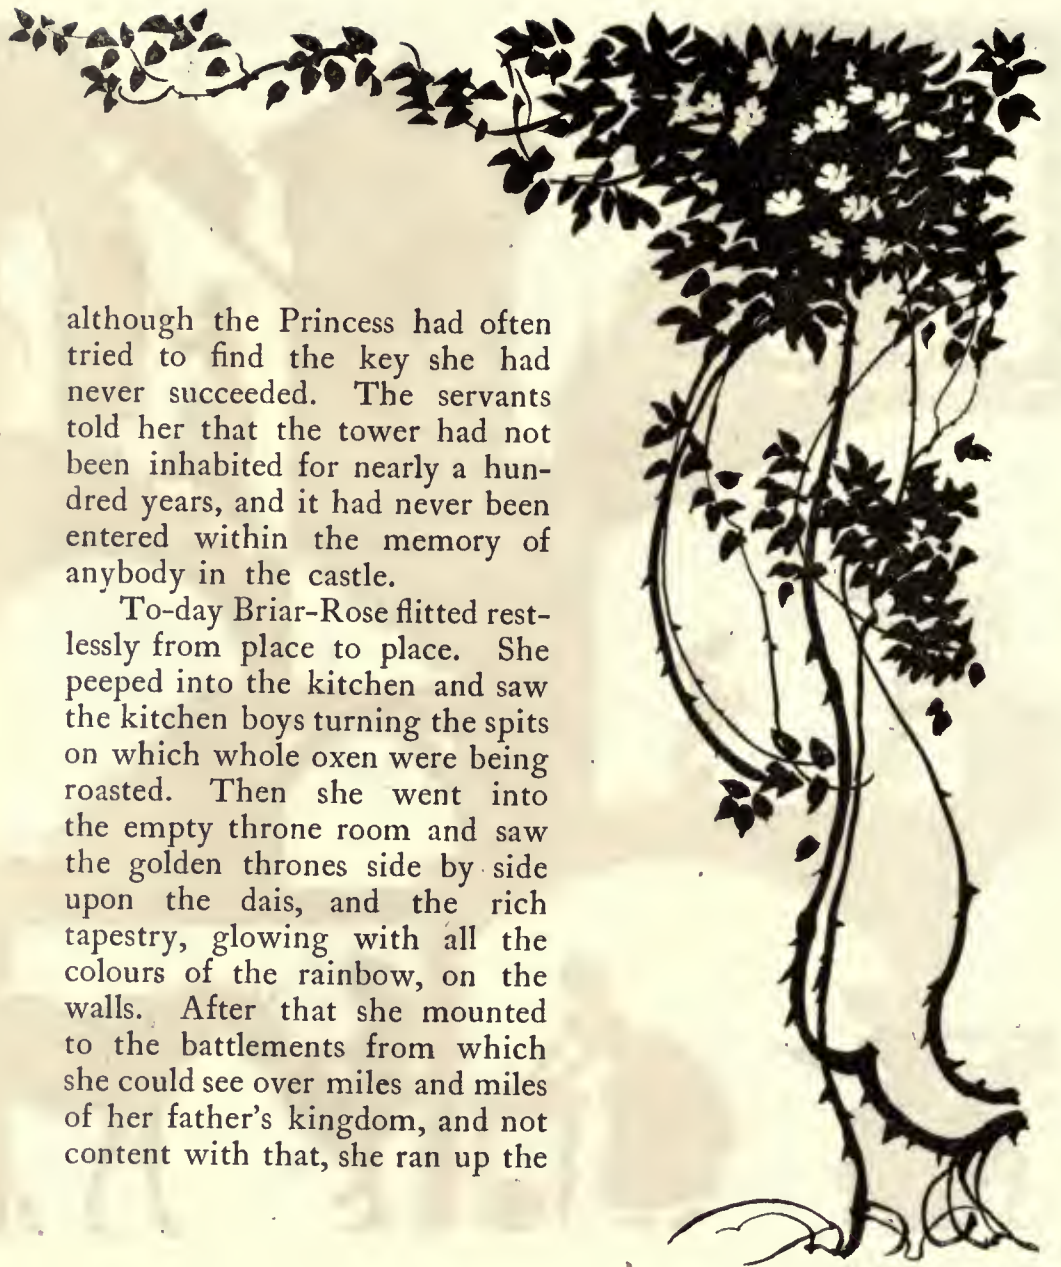 although the Princess had often
tried to find the key she had
never succeeded. The servants
told her that the tower had not
been inhabited for nearly a hun-
dred years, and it had never been
entered within the memory of
anybody in the castle.
To-day Briar-Rose flitted rest-
lessly from place to place. She
peeped into the kitchen and saw
the kitchen boys turning the spits
on which whole oxen were being
roasted. Then she went into
the empty throne room and saw
the golden thrones side by side
upon the dais, and the rich
tapestry, glowing with all the
colours of the rainbow, on the
walls. After that she mounted
to the battlements from which
she could see over miles and miles
of her father's kingdom, and not
content with that, she ran up the